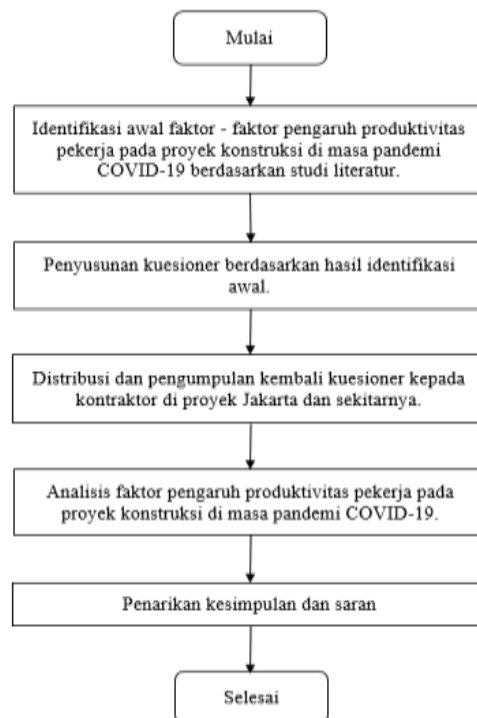 Mulai
Identifikasi awal faktor - faktor pengaruh produktivitas
pekerja pada proyek konstruksi di masa pandemi
COVID-19 berdasarkan studi literatur.
Penyusunan kuesioner berdasarkan hasil identifikasi
awal.
Distribusi dan pengumpulan kembali kuesioner kepada
kontraktor di proyek Jakarta dan sekitarnya.
Analisis faktor pengaruh produktivitas pekerja pada
proyek konstruksi di masa pandemi COVID-19.
Penarikan kesimpulan dan saran
Selesai